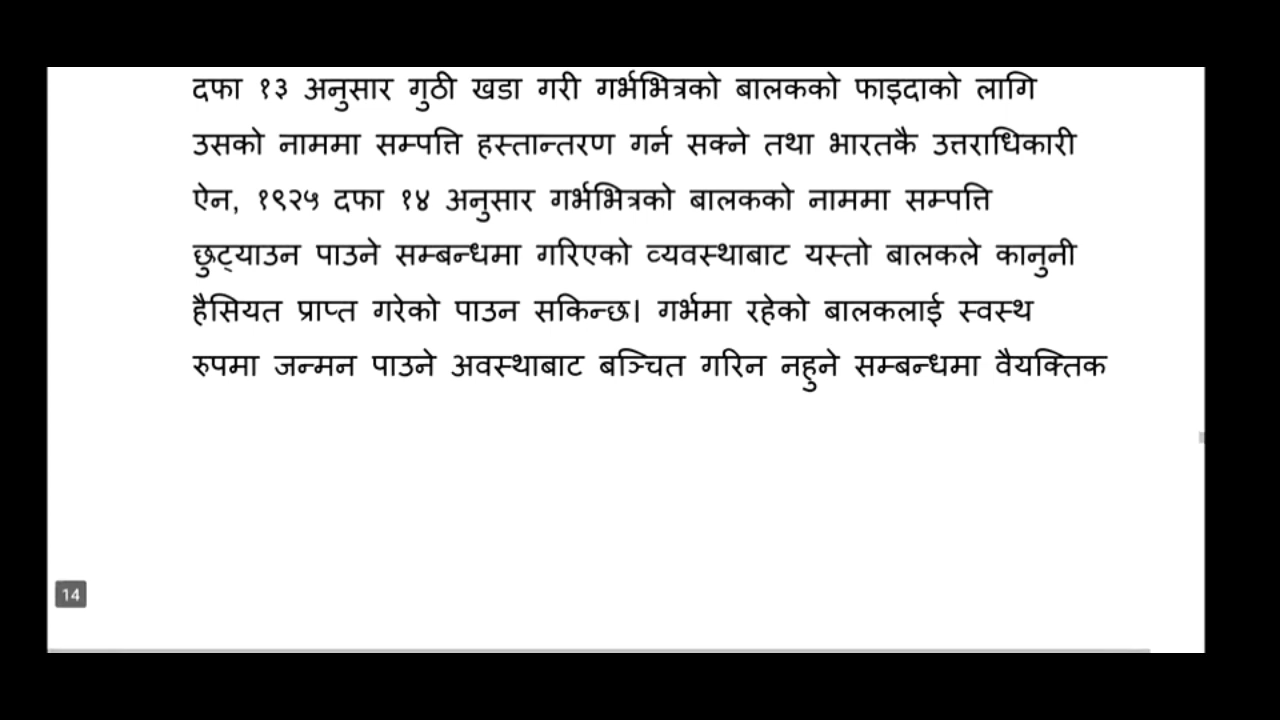 दफा १३ अनुसार गुठी खडा गरी गर्भभित्रको बालकको फाइदाको लागि
उसको नाममा सम्पत्ति हस्तान्तरण गर्न सक्ने तथा भारतकै उत्तराधिकारी
ऐन, १९२५ दफा १४ अनुसार गर्भभित्रको बालकको नाममा सम्पत्ति
छुट्याउन पाउने सम्बन्धमा गरिएको व्यवस्थाबाट यस्तो बालकले कानुनी
हैसियत प्राप्त गरेको पाउन सकिन्छ। गर्भमा रहेको बालकलाई स्वस्थ
रुपमा जन्मन पाउने अवस्थाबाट बञ्चित गरिन नहुने सम्बन्धमा वैयक्तिक
14